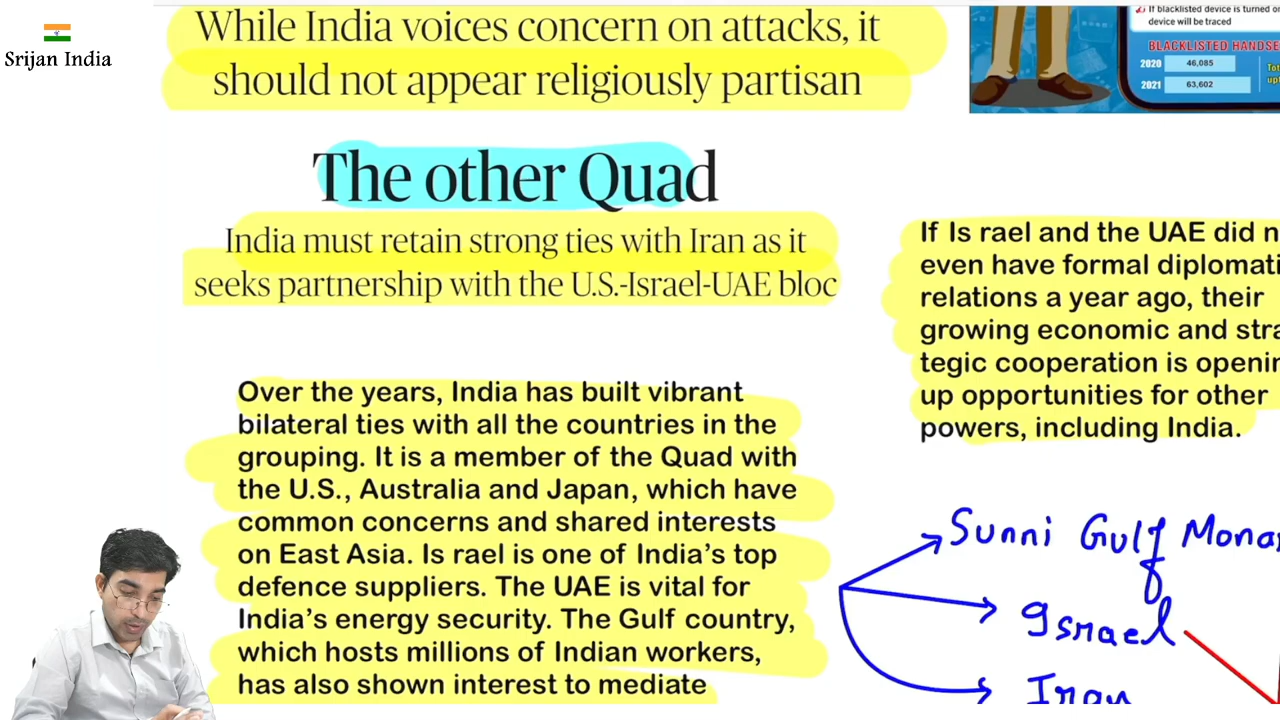 Srijan India
While India voices concern on attacks, it
should not appear religiously partisan
If blacklisted device is turned on
device will be traced
BLACKLISTED HANDSE
2020 46,085
2021 63,602
Tot
upt
The other Quad
India must retain strong ties with Iran as it
seeks partnership with the U.S.-Israel-UAE bloc
Over the years, India has built vibrant
bilateral ties with all the countries in the
grouping. It is a member of the Quad with
the U.S., Australia and Japan, which have
common concerns and shared interests
on East Asia. Is rael is one of India's top
defence suppliers. The UAE is vital for
India's energy security. The Gulf country,
which hosts millions of Indian workers,
has also shown interest to mediate
If Is rael and the UAE did n
even have formal diplomati
relations a year ago, their
growing economic and stra
tegic cooperation is openin
up opportunities for other
powers, including India.
Sunni Gulf Mona
Israel
Iran